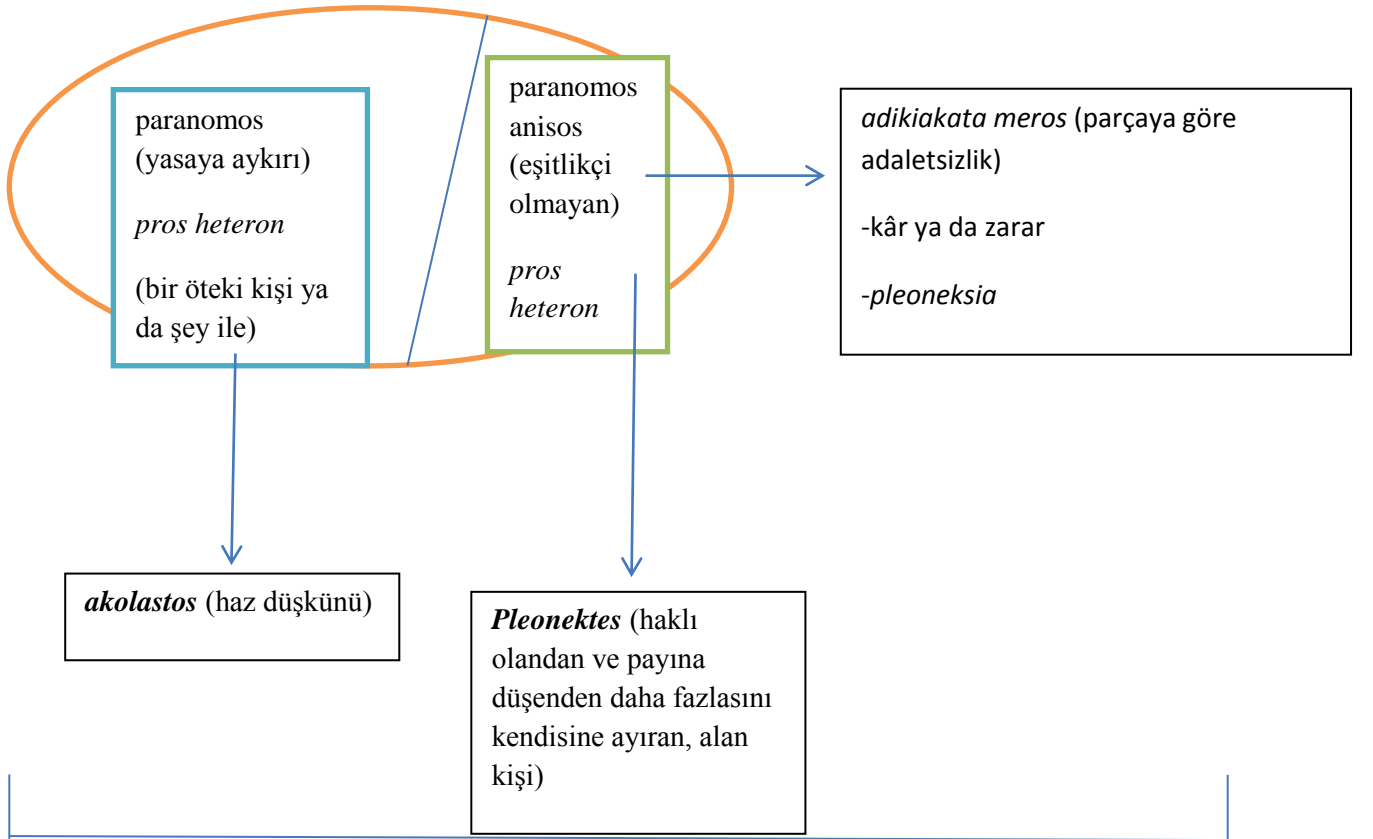 paranomos
(yasaya aykırı)
pros heteron
(bir öteki kişi ya
da şey ile)
paranomos
anisos
(eşitlikçi
olmayan)
pros
heteron
adikiakata meros (parçaya göre
adaletsizlik)
-kâr ya da zarar
-pleoneksia
akolastos (haz düşkünü)
Pleonektes (haklı
olandan ve payına
düşenden daha fazlasını
kendisine ayıran, alan
kişi)